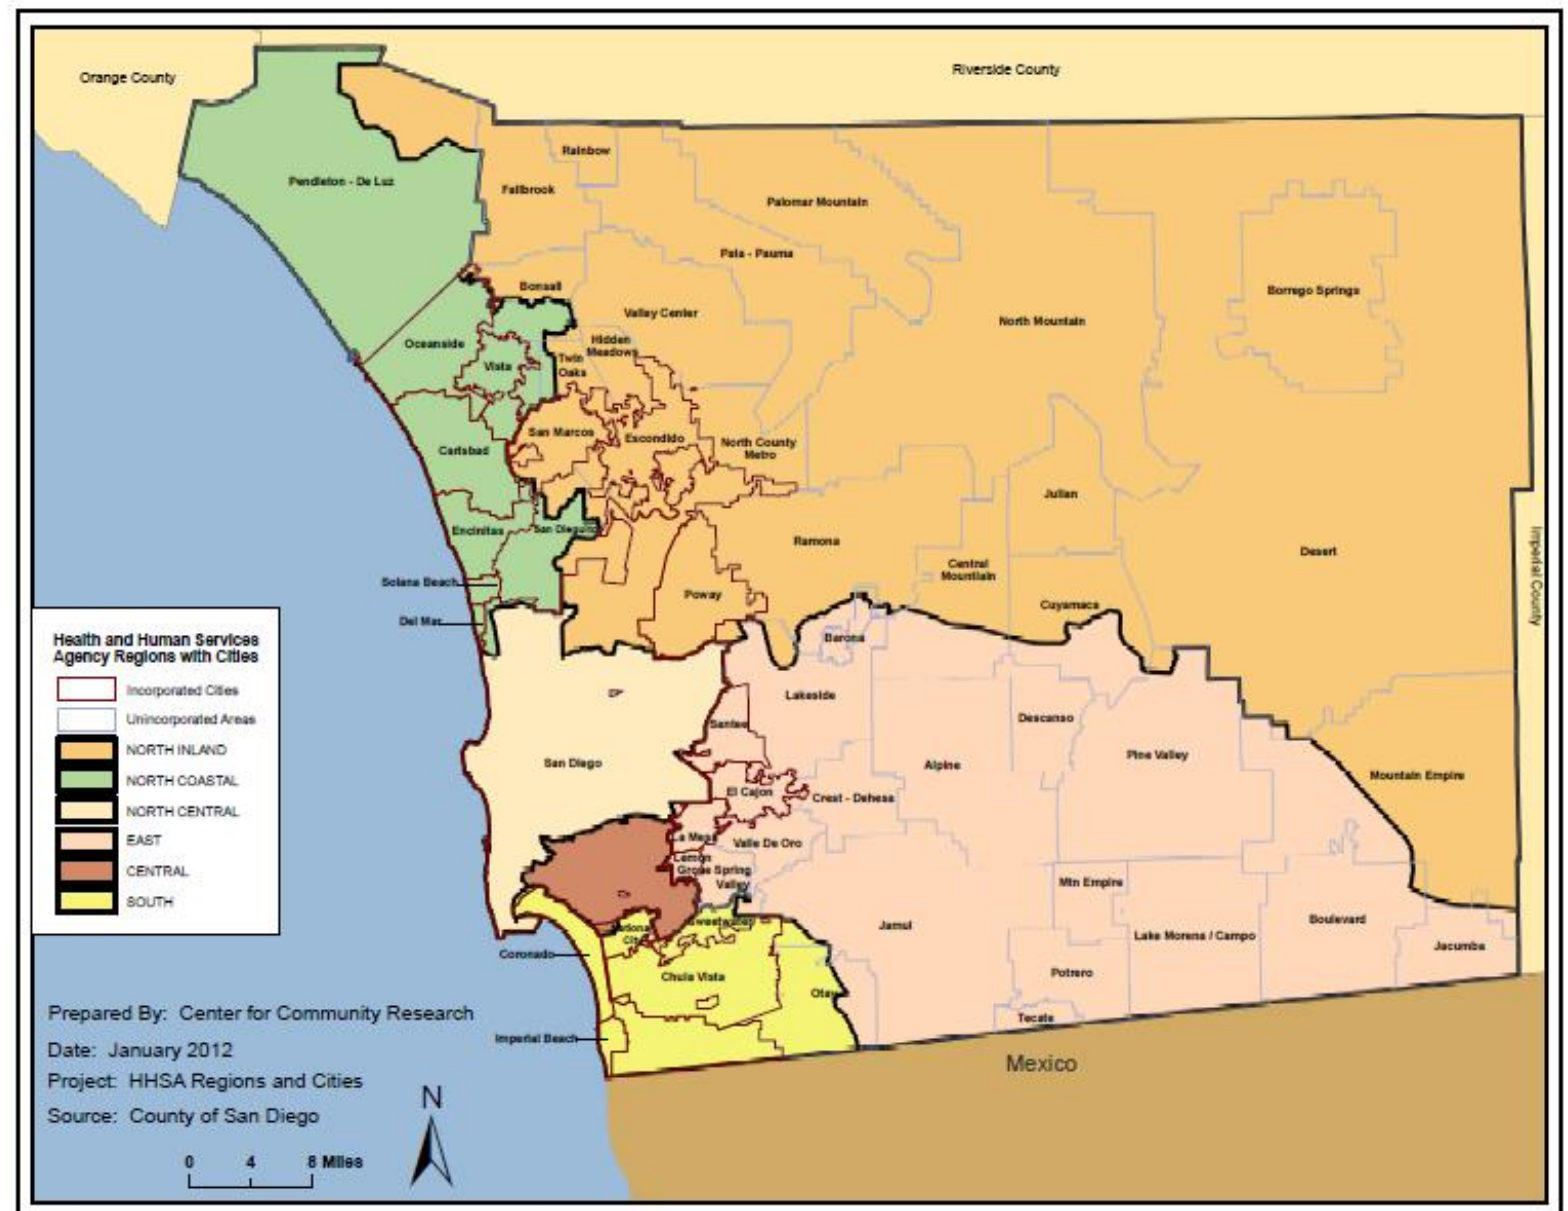 Orange County
Riverside County
Rainbow
Pendleton - De Luz
Fallbrook
Palomar Mountain
Pala - Pauma
Bonsall
Borrego Springs
Valley Center
North Mountain
Oceanside
Hidden
Meadows
Vista
Twin
Oaks
San Marcos
Escondido
Carlsbad
North County
Metro
Julian
Encinitas
San Dieguito
Ramona
Desert
Imperial County
Central
Mountain
Solana Beach
Poway
Cuyamaca
Del Mar
Barona
Health and Human Services
Agency Regions with Cities
Incorporated Cities
Unincorporated Areas
NORTH INLAND
NORTH COASTAL
NORTH CENTRAL
EAST
CENTRAL
SOUTH
Lakeside
Santee
Descanso
San Diego
Alpine
Pine Valley
Mountain Empire
El Cajon
Crest - Dehesa
La Mesa
Valle De Oro
Lemon
Grove Spring
Valley
Mtn Empire
National
City
Sweetwater
Jamul
Boulevard
Lake Morena / Campo
Jacumba
Coronado
Chula Vista
Potrero
Otay
Tecate
Imperial Beach
Mexico
Prepared By: Center for Community Research
Date: January 2012
Project: HHSA Regions and Cities
Source: County of San Diego
N
0 4 8 Miles